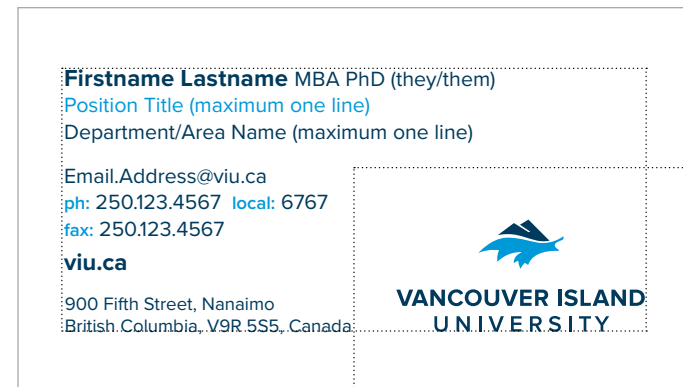 Firstname Lastname MBA PhD (they/them)
Position Title (maximum one line)
Department/Area Name (maximum one line)
Email.Address@viu.ca
ph: 250.123.4567 local: 6767
fax: 250.123.4567
viu.ca
900 Fifth Street, Nanaimo
British Columbia, V9R 5S5, Canada
VANCOUVER ISLAND
UNIVERSITY